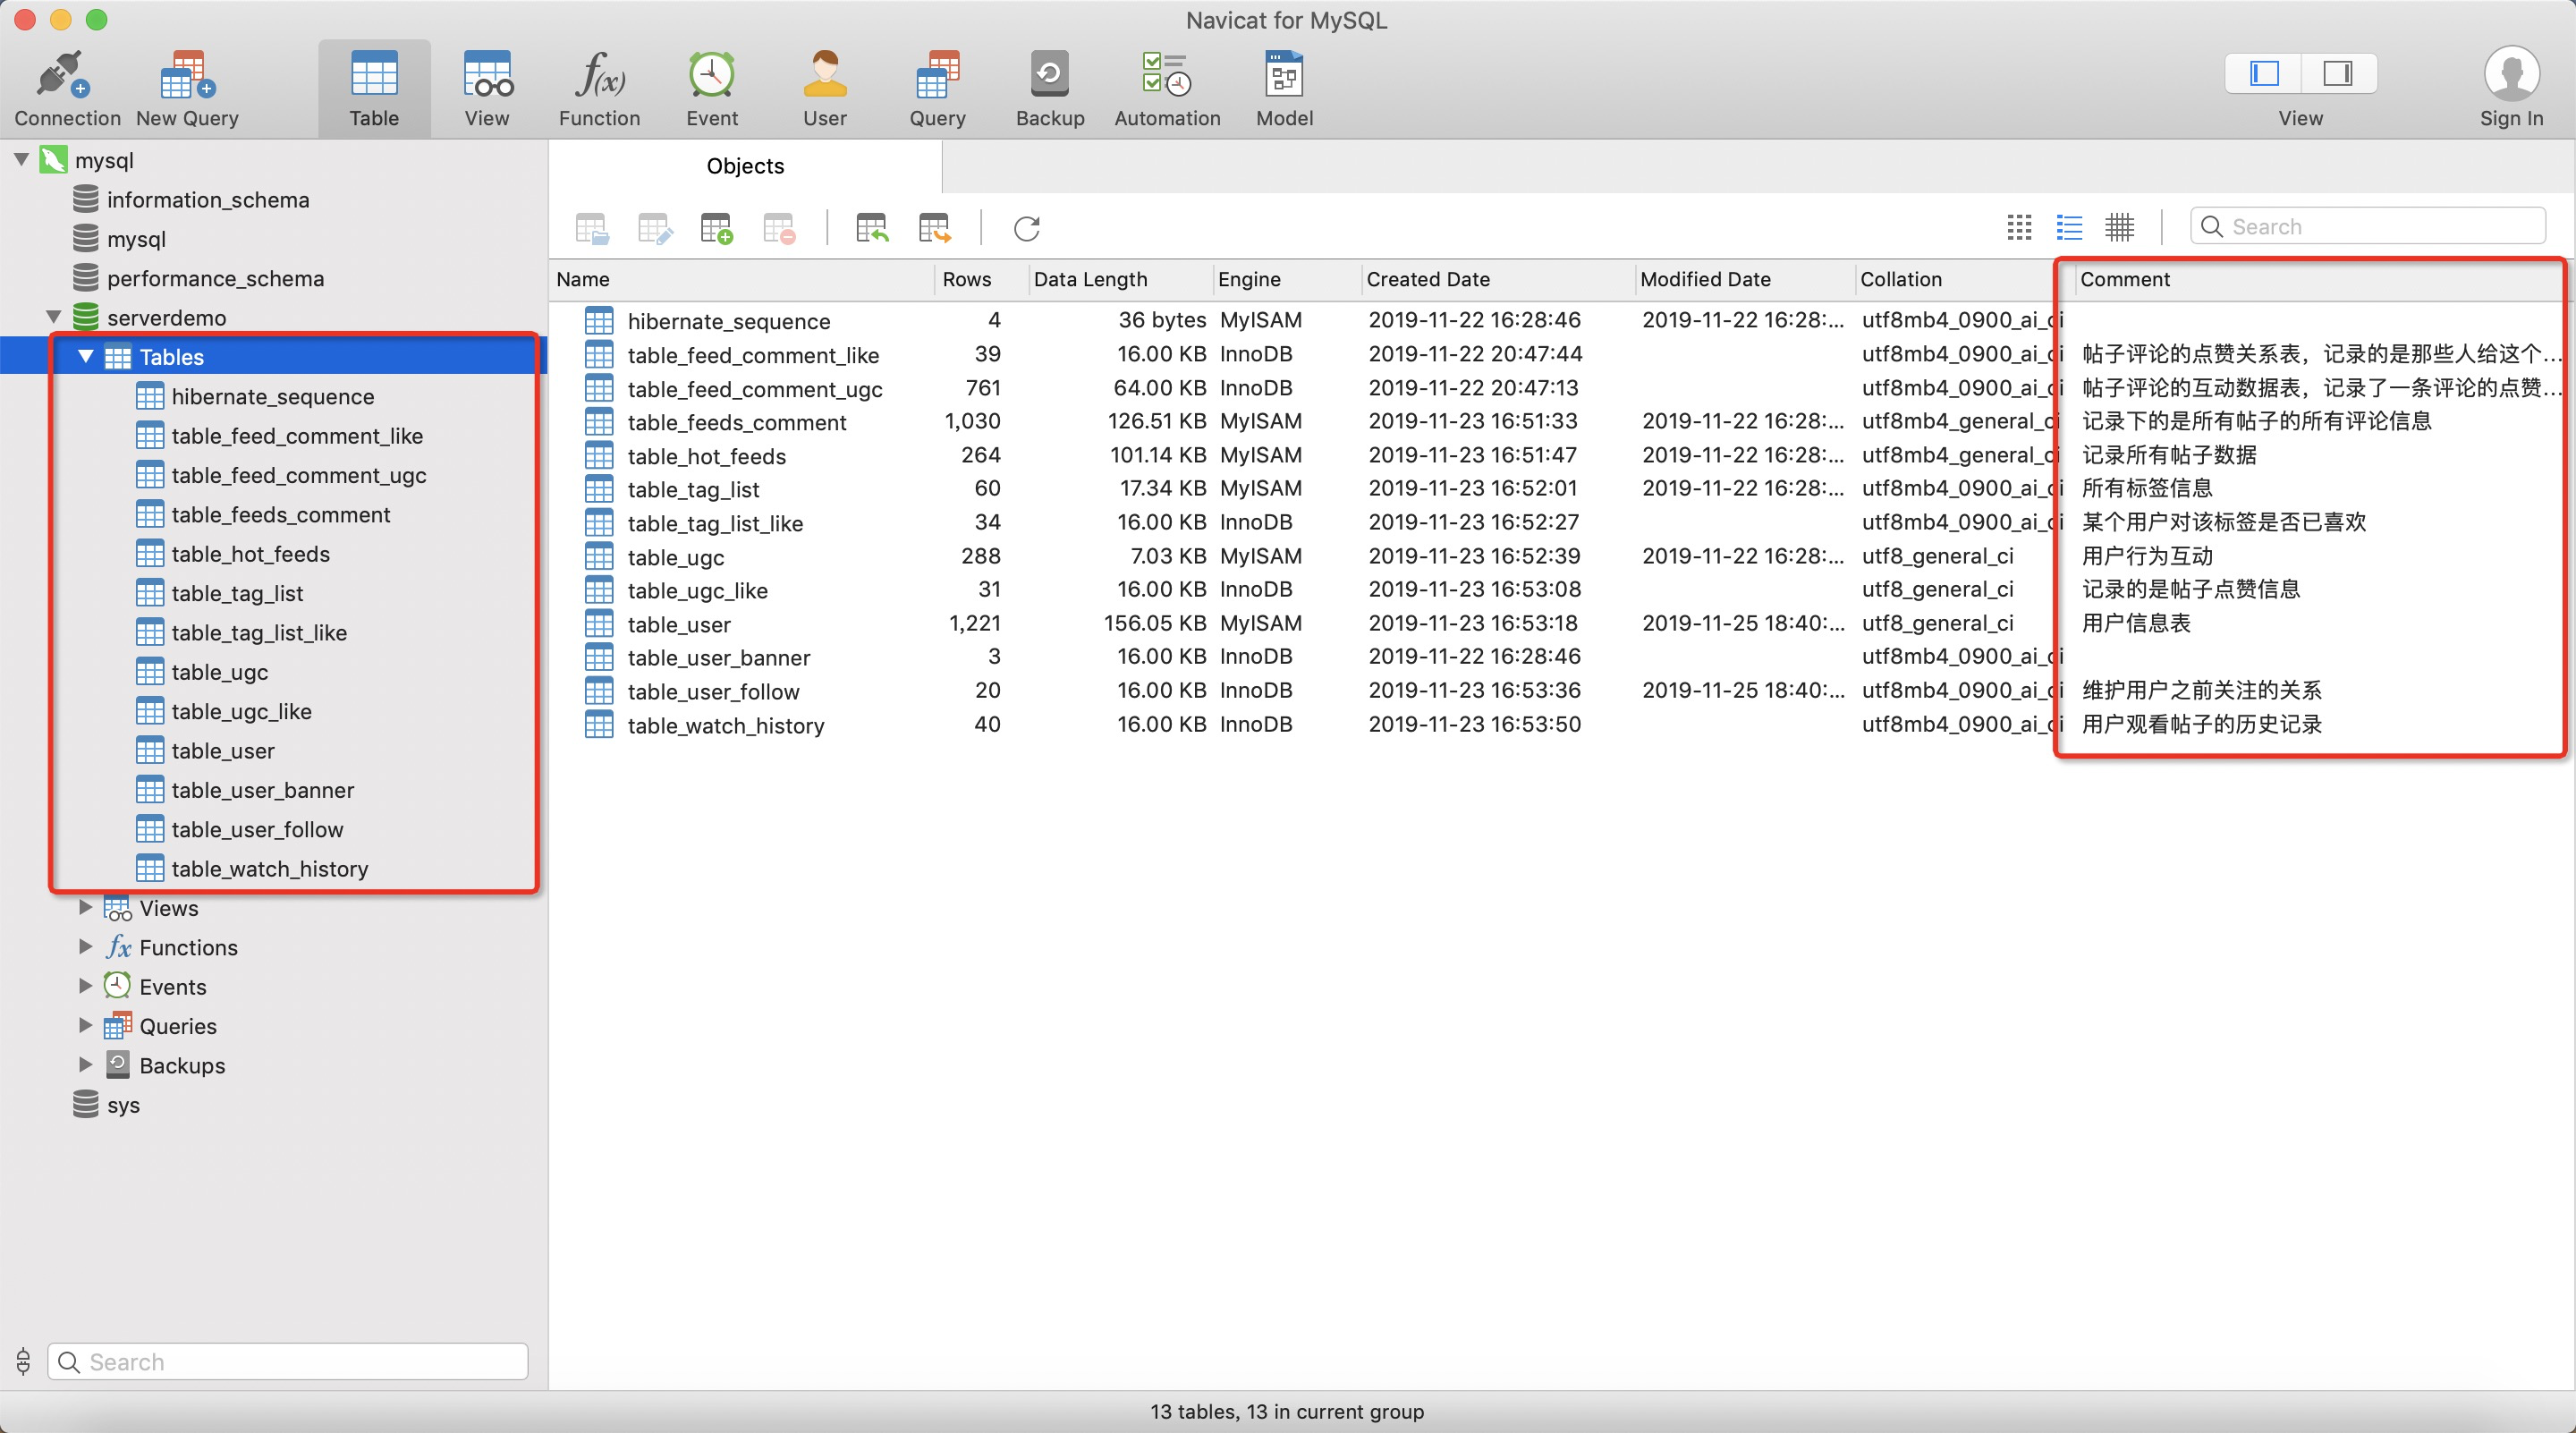 Navicat for MySQL
Connection New Query Table View Function Event User Query Backup Automation Model View Sign In
mysql
information_schema
mysql
performance_schema
serverdemo
Tables
hibernate_sequence
table_feed_comment_like
table_feed_comment_ugc
table_feeds_comment
table_hot_feeds
table_tag_list
table_tag_list_like
table_ugc
table_ugc_like
table_user
table_user_banner
table_user_follow
table_watch_history
Views
Functions
Events
Queries
Backups
sys
Search
Objects
Search
Name Rows Data Length Engine Created Date Modified Date Collation Comment
hibernate_sequence 4 36 bytes MyISAM 2019-11-22 16:28:46 2019-11-22 16:28:... utf8mb4_0900_ai_ci
table_feed_comment_like 39 16.00 KB InnoDB 2019-11-22 20:47:44 utf8mb4_0900_ai_ci 帖子评论的点赞关系表，记录的是那些人给这个...
table_feed_comment_ugc 761 64.00 KB InnoDB 2019-11-22 20:47:13 utf8mb4_0900_ai_ci 帖子评论的互动数据表，记录了一条评论的点赞...
table_feeds_comment 1,030 126.51 KB MyISAM 2019-11-23 16:51:33 2019-11-22 16:28:... utf8mb4_general_ci 记录下的是所有帖子的所有评论信息
table_hot_feeds 264 101.14 KB MyISAM 2019-11-23 16:51:47 2019-11-22 16:28:... utf8mb4_general_ci 记录所有帖子数据
table_tag_list 60 17.34 KB MyISAM 2019-11-23 16:52:01 2019-11-22 16:28:... utf8mb4_0900_ai_ci 所有标签信息
table_tag_list_like 34 16.00 KB InnoDB 2019-11-23 16:52:27 utf8mb4_0900_ai_ci 某个用户对该标签是否已喜欢
table_ugc 288 7.03 KB MyISAM 2019-11-23 16:52:39 2019-11-22 16:28:... utf8_general_ci 用户行为互动
table_ugc_like 31 16.00 KB InnoDB 2019-11-23 16:53:08 utf8_general_ci 记录的是帖子点赞信息
table_user 1,221 156.05 KB MyISAM 2019-11-23 16:53:18 2019-11-25 18:40:... utf8_general_ci 用户信息表
table_user_banner 3 16.00 KB InnoDB 2019-11-22 16:28:46 utf8mb4_0900_ai_ci
table_user_follow 20 16.00 KB InnoDB 2019-11-23 16:53:36 2019-11-25 18:40:... utf8mb4_0900_ai_ci 维护用户之前关注的关系
table_watch_history 40 16.00 KB InnoDB 2019-11-23 16:53:50 utf8mb4_0900_ai_ci 用户观看帖子的历史记录
13 tables, 13 in current group